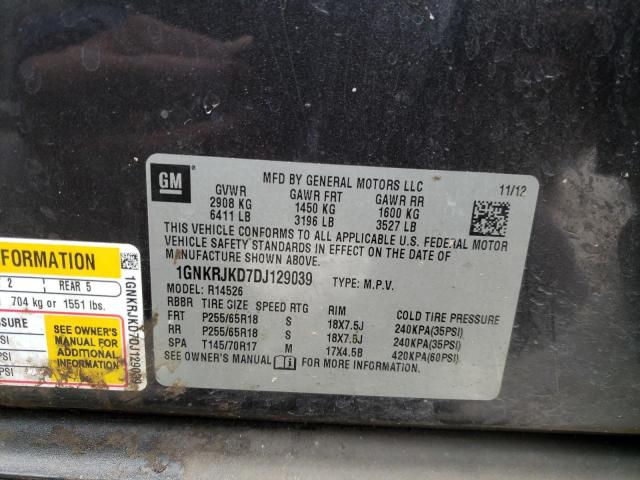 GM
MFD BY GENERAL MOTORS LLC 11/12
GVWR GAWR FRT GAWR RR
2908 KG 1450 KG 1600 KG
6411 LB 3196 LB 3527 LB
THIS VEHICLE CONFORMS TO ALL APPLICABLE U.S. FEDERAL MOTOR
VEHICLE SAFETY STANDARDS IN EFFECT ON THE DATE OF
MANUFACTURE SHOWN ABOVE.
1GNKRJKD7DJ129039 TYPE: M.P.V.
MODEL: R14526
RBBR TIRE SIZE SPEED RTG RIM COLD TIRE PRESSURE
FRT P255/65R18 S 18X7.5J 240KPA(35PSI)
RR P255/65R18 S 18X7.5J 240KPA(35PSI)
SPA T145/70R17 M 17X4.5B 420KPA(60PSI)
SEE OWNER'S MANUAL FOR MORE INFORMATION.
FORMATION
2 REAR 5
704 kg or 1551 lbs.
SSURE
SEE OWNER'S
MANUAL FOR
ADDITIONAL
INFORMATION
1GNKRJKD7DJ129039